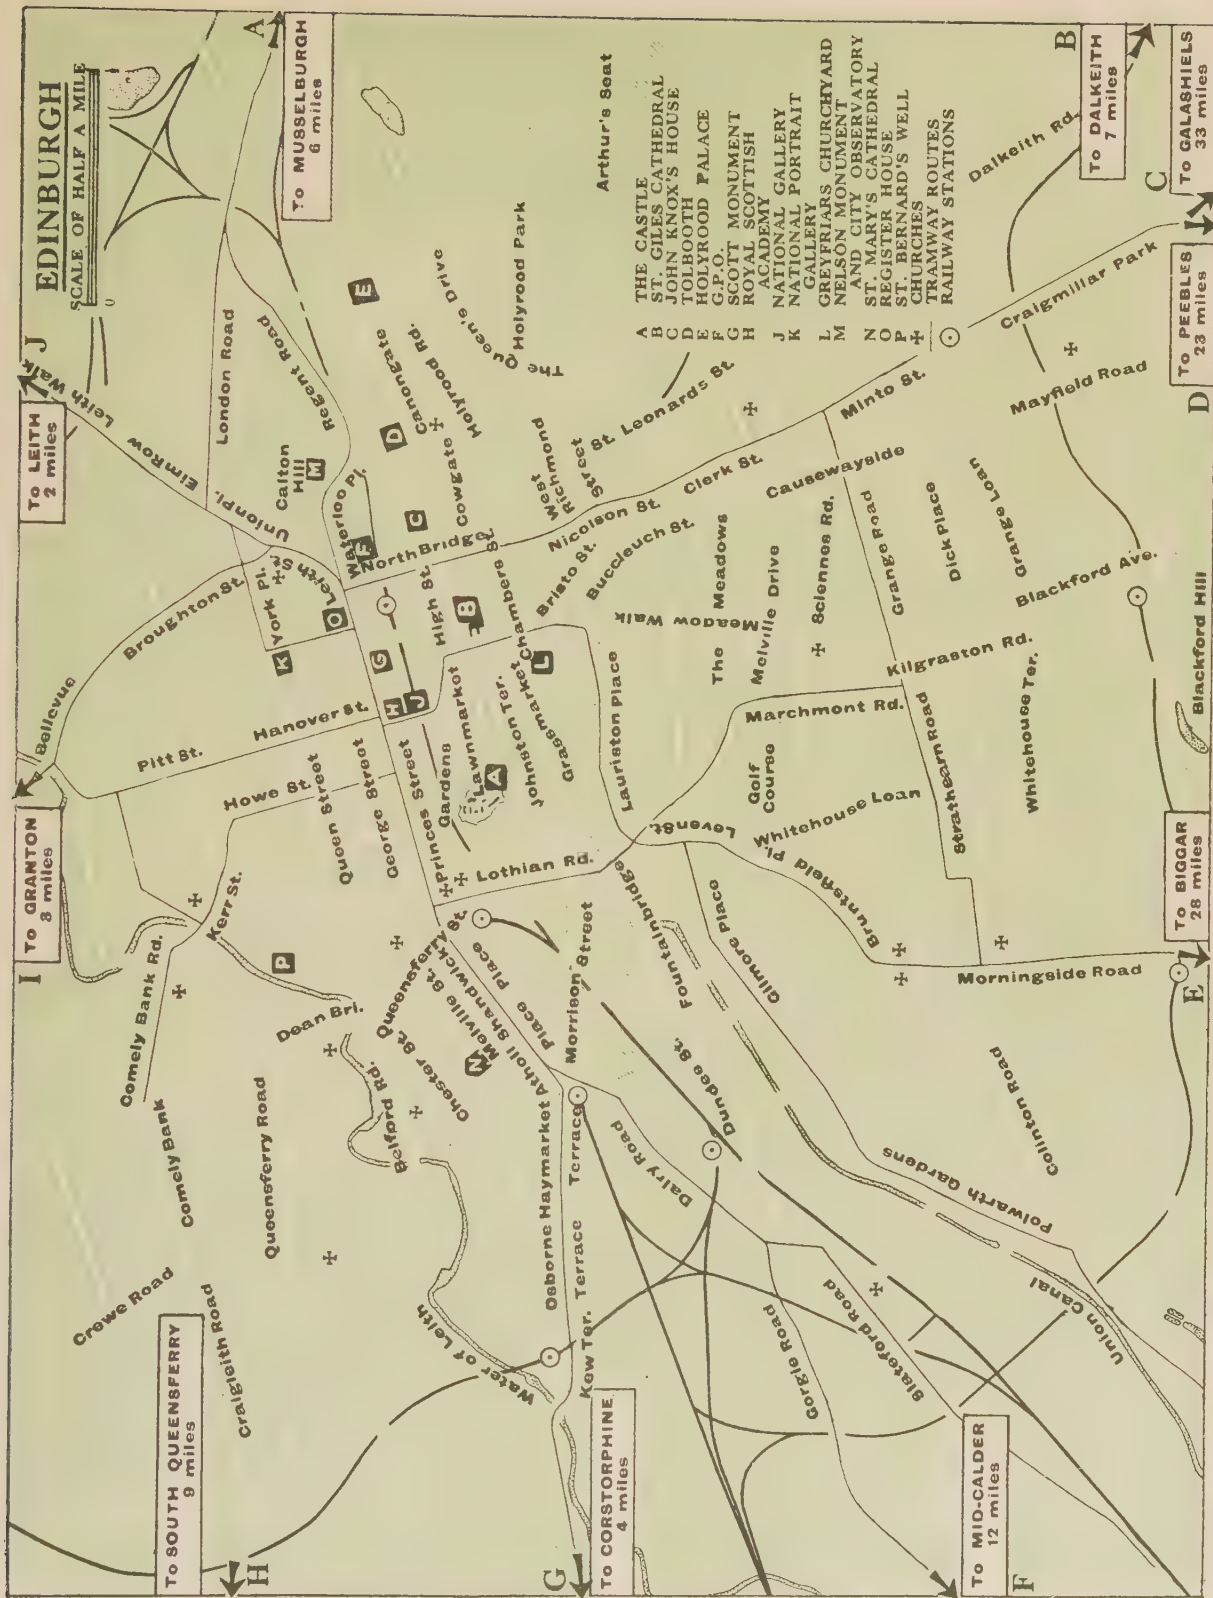 EDINBURGH
SCALE OF HALF A MILE
0
A
To MUSSELBURGH
6 miles
B
To DALKEITH
7 miles
C
To GALASHIELS
33 miles
D
To PEEBLES
23 miles
E
To BIGGAR
28 miles
F
To MID-CALDER
12 miles
G
To CORSTORPHINE
4 miles
H
To SOUTH QUEENSFERRY
9 miles
I
To GRANTON
3 miles
J
To LEITH
2 miles
A THE CASTLE
B ST. GILES CATHEDRAL
C JOHN KNOX'S HOUSE
D TOLBOOTH
E HOLYROOD PALACE
F G.P.O.
G SCOTT MONUMENT
H ROYAL SCOTTISH
ACADEMY
J NATIONAL GALLERY
K NATIONAL PORTRAIT
GALLERY
L GREYFRIARS CHURCHYARD
M NELSON MONUMENT
AND CITY OBSERVATORY
N ST. MARY'S CATHEDRAL
O REGISTER HOUSE
P ST. BERNARD'S WELL
CHURCHES
TRAMWAY ROUTES
RAILWAY STATIONS
Crewe Road
Craigleith Road
Comely Bank
Comely Bank Rd.
Queensferry Road
Kerr St.
P
Dean Bri.
Belford Rd.
Queensferry St.
Chester St.
Melville St.
N
Shandwick Place
Atholl Place
Water of Leith
Osborne Terrace
Haymarket Terrace
Kew Ter.
Morrison Street
Bellevue
Pitt St.
Howe St.
Hanover St.
Broughton St.
York Pl.
K
Queen Street
George Street
Princes Street
Gardens
H
J
G
O
Leith St.
Union Pl.
Elm Row
Leith Walk
London Road
Regent Road
Calton
Hill
M
Waterloo Pl.
F
North Bridge
High St.
B
C
D
E
Canongate
Holyrood Rd.
Cowgate
The Queen's Drive
Holyrood Park
Arthur's Seat
Lawnmarket
A
Johnston Ter.
Grassmarket
L
Chambers St.
Lothian Rd.
Lauriston Place
Bristo St.
Nicolson St.
West
Richmond
Street
St. Leonards St.
Buccleuch St.
Clerk St.
Meadow Walk
The Meadows
Melville Drive
Sciennes Rd.
Causewayside
Minto St.
Craigmillar Park
Dalkeith Rd.
Mayfield Road
Grange Road
Dick Place
Grange Loan
Blackford Ave.
Blackford Hill
Kilgraston Rd.
Marchmont Rd.
Golf
Course
Leven St.
Whitehouse Loan
Strathearn Road
Whitehouse Ter.
Bruntsfield Pl.
Morningside Road
Fountainbridge
Gilmore Place
Dundee St.
Dalry Road
Polwarth Gardens
Colinton Road
Union Canal
Slateford Road
Gorgie Road